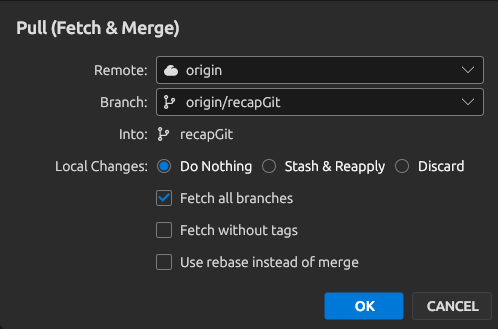 Pull (Fetch & Merge)
Remote: origin
Branch: origin/recapGit
Into: recapGit
Local Changes: Do Nothing Stash & Reapply Discard
Fetch all branches
Fetch without tags
Use rebase instead of merge
OK CANCEL